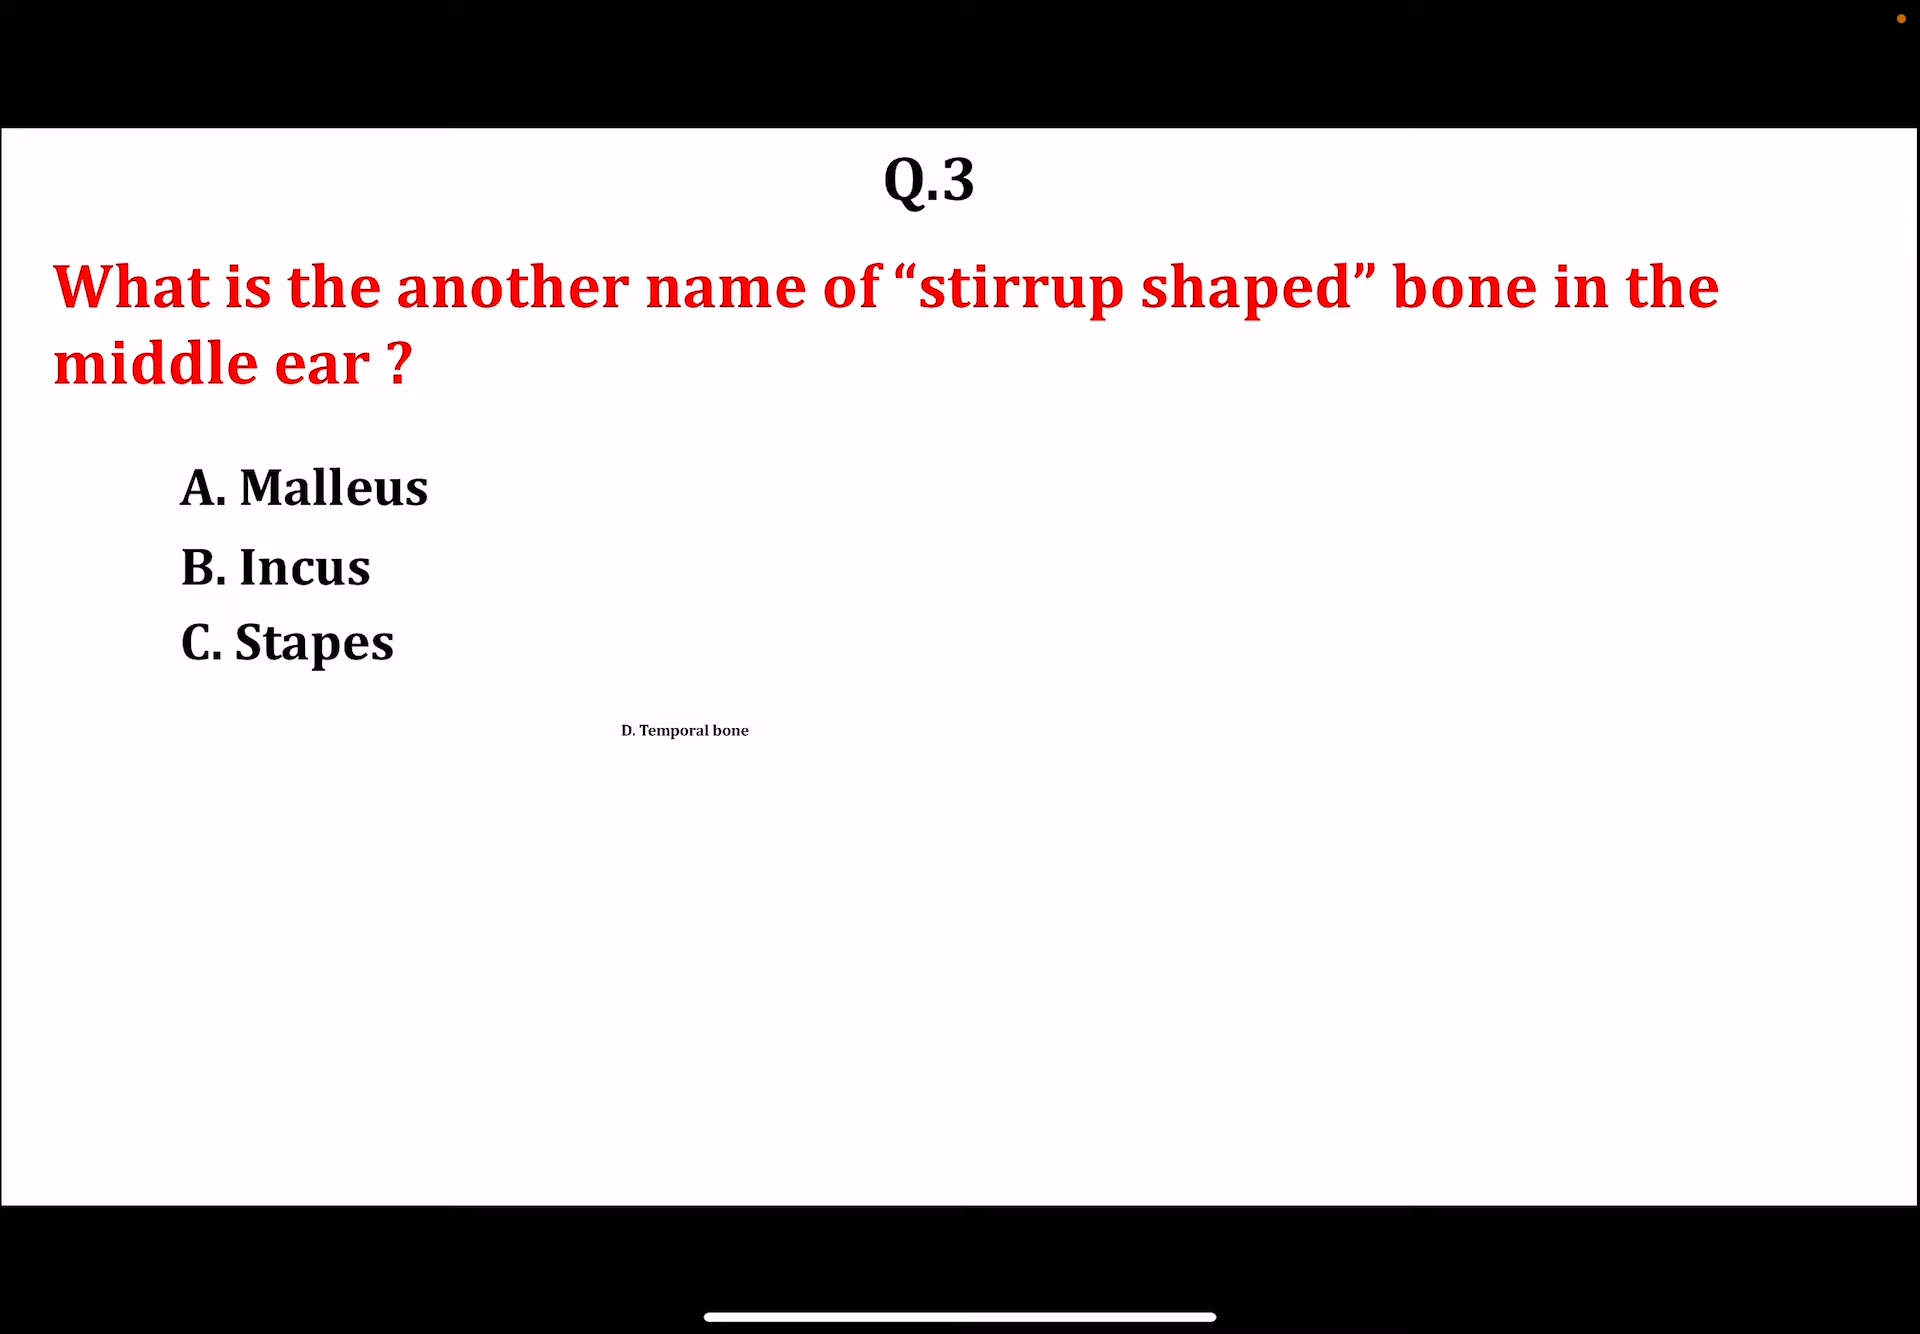 Q.3
What is the another name of “stirrup shaped” bone in the
middle ear ?
A. Malleus
B. Incus
C. Stapes
D. Temporal bone